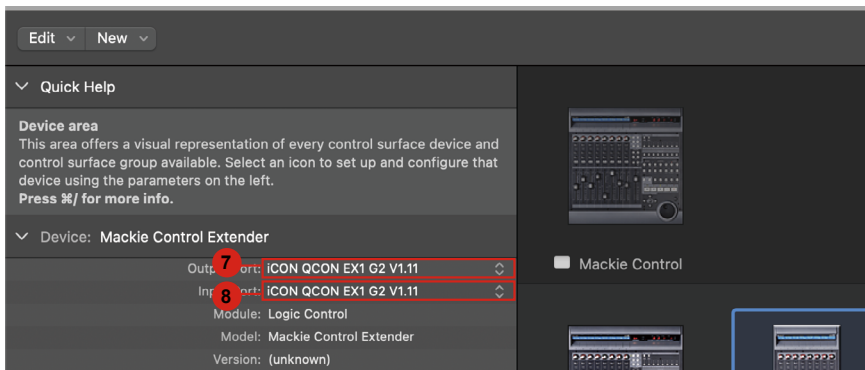 Edit New
Quick Help
Device area
This area offers a visual representation of every control surface device and
control surface group available. Select an icon to set up and configure that
device using the parameters on the left.
Press ⌘/ for more info.
Device: Mackie Control Extender
7 iCON QCON EX1 G2 V1.11
8 iCON QCON EX1 G2 V1.11
Module: Logic Control
Model: Mackie Control Extender
Version: (unknown)
Mackie Control